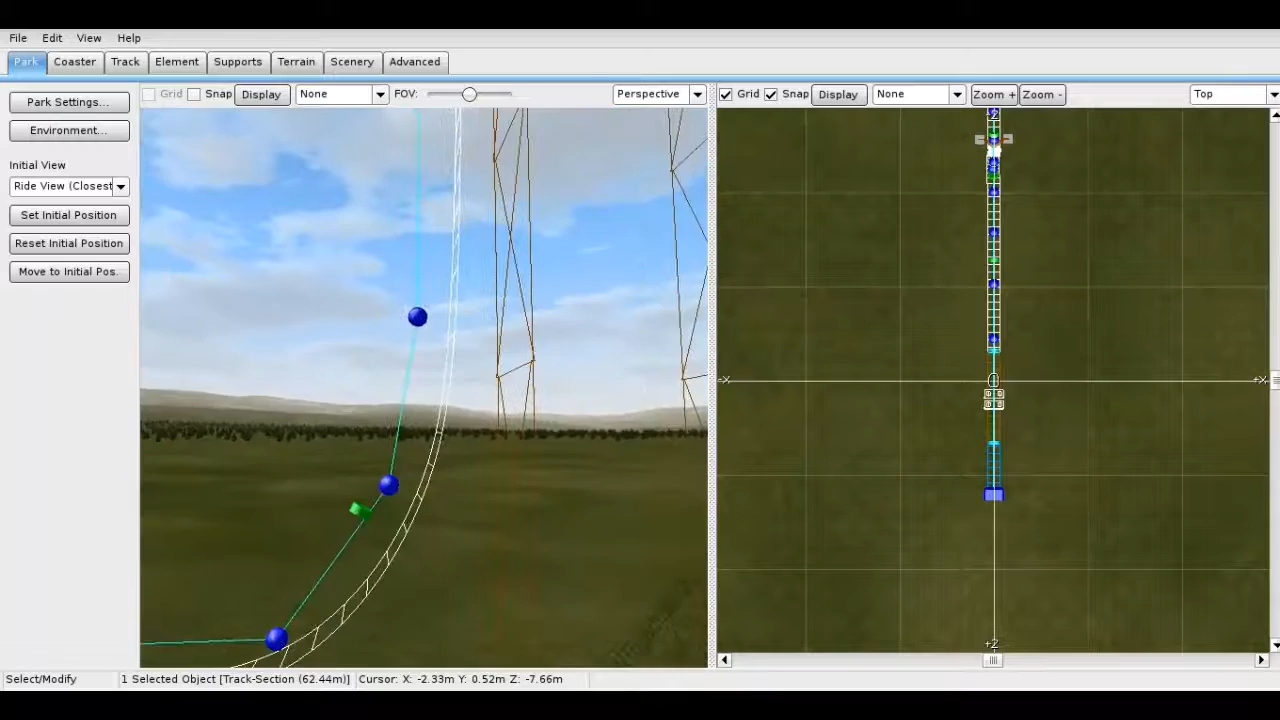 File Edit View Help
Park Coaster Track Element Supports Terrain Scenery Advanced
Grid Snap Display None FOV: Perspective
Grid Snap Display None Zoom + Zoom - Top
Park Settings...
Environment...
Initial View
Ride View (Closest
Set Initial Position
Reset Initial Position
Move to Initial Pos.
-Z
-X
+X
+Z
Select/Modify 1 Selected Object [Track-Section (62.44m)] Cursor: X: -2.33m Y: 0.52m Z: -7.66m